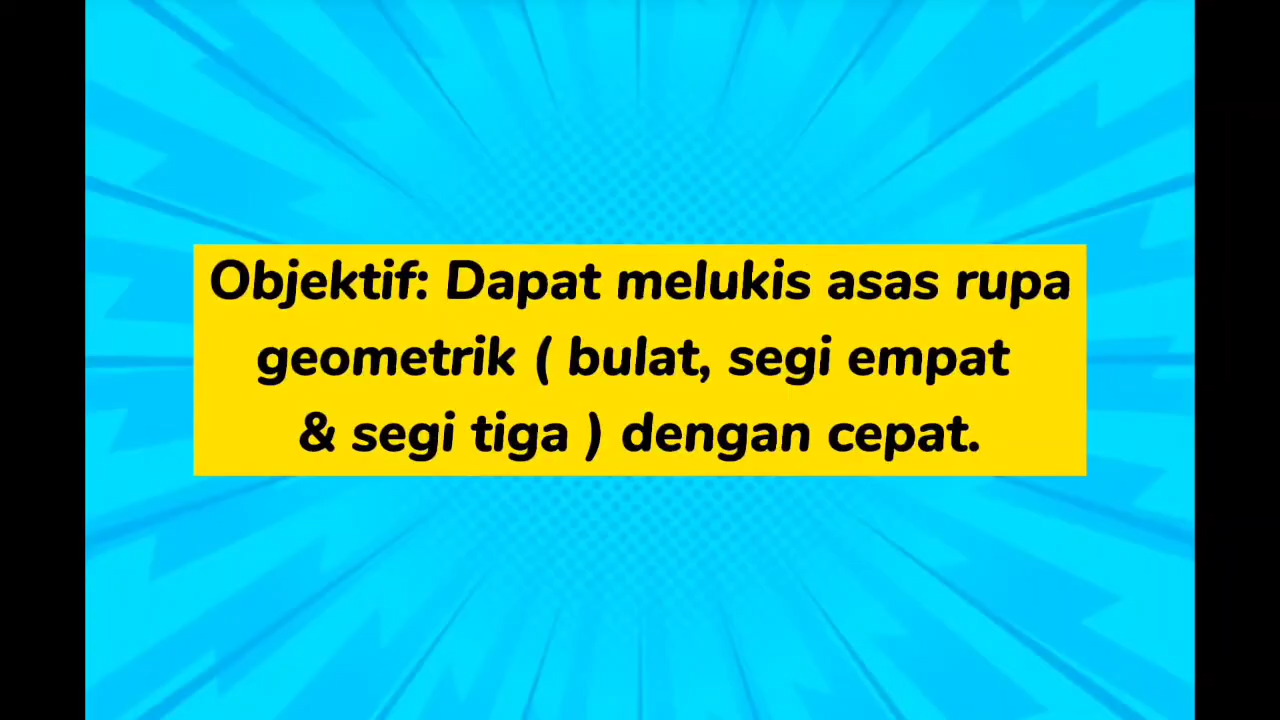 Objektif: Dapat melukis asas rupa
geometrik ( bulat, segi empat
& segi tiga ) dengan cepat.